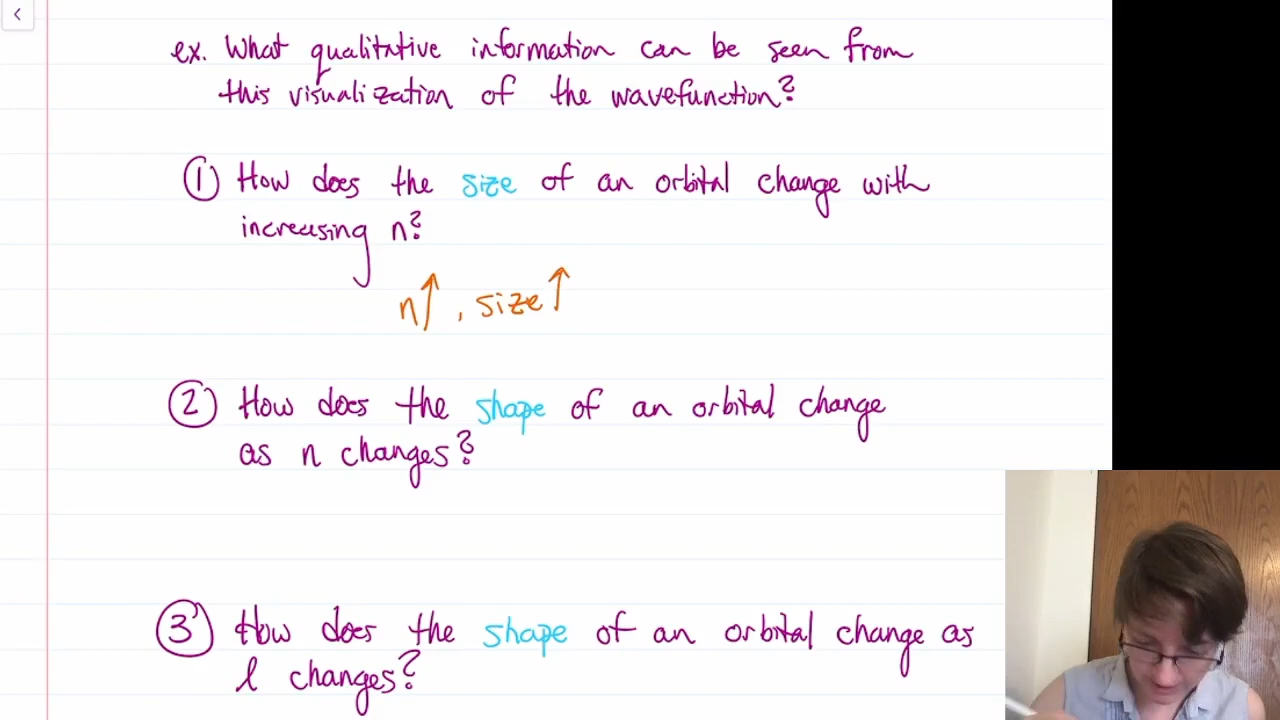 ex. What qualitative information can be seen from
this visualization of the wavefunction?
① How does the size of an orbital change with
increasing n?
n↑, size↑
② How does the shape of an orbital change
as n changes?
③ How does the shape of an orbital change as
l changes?